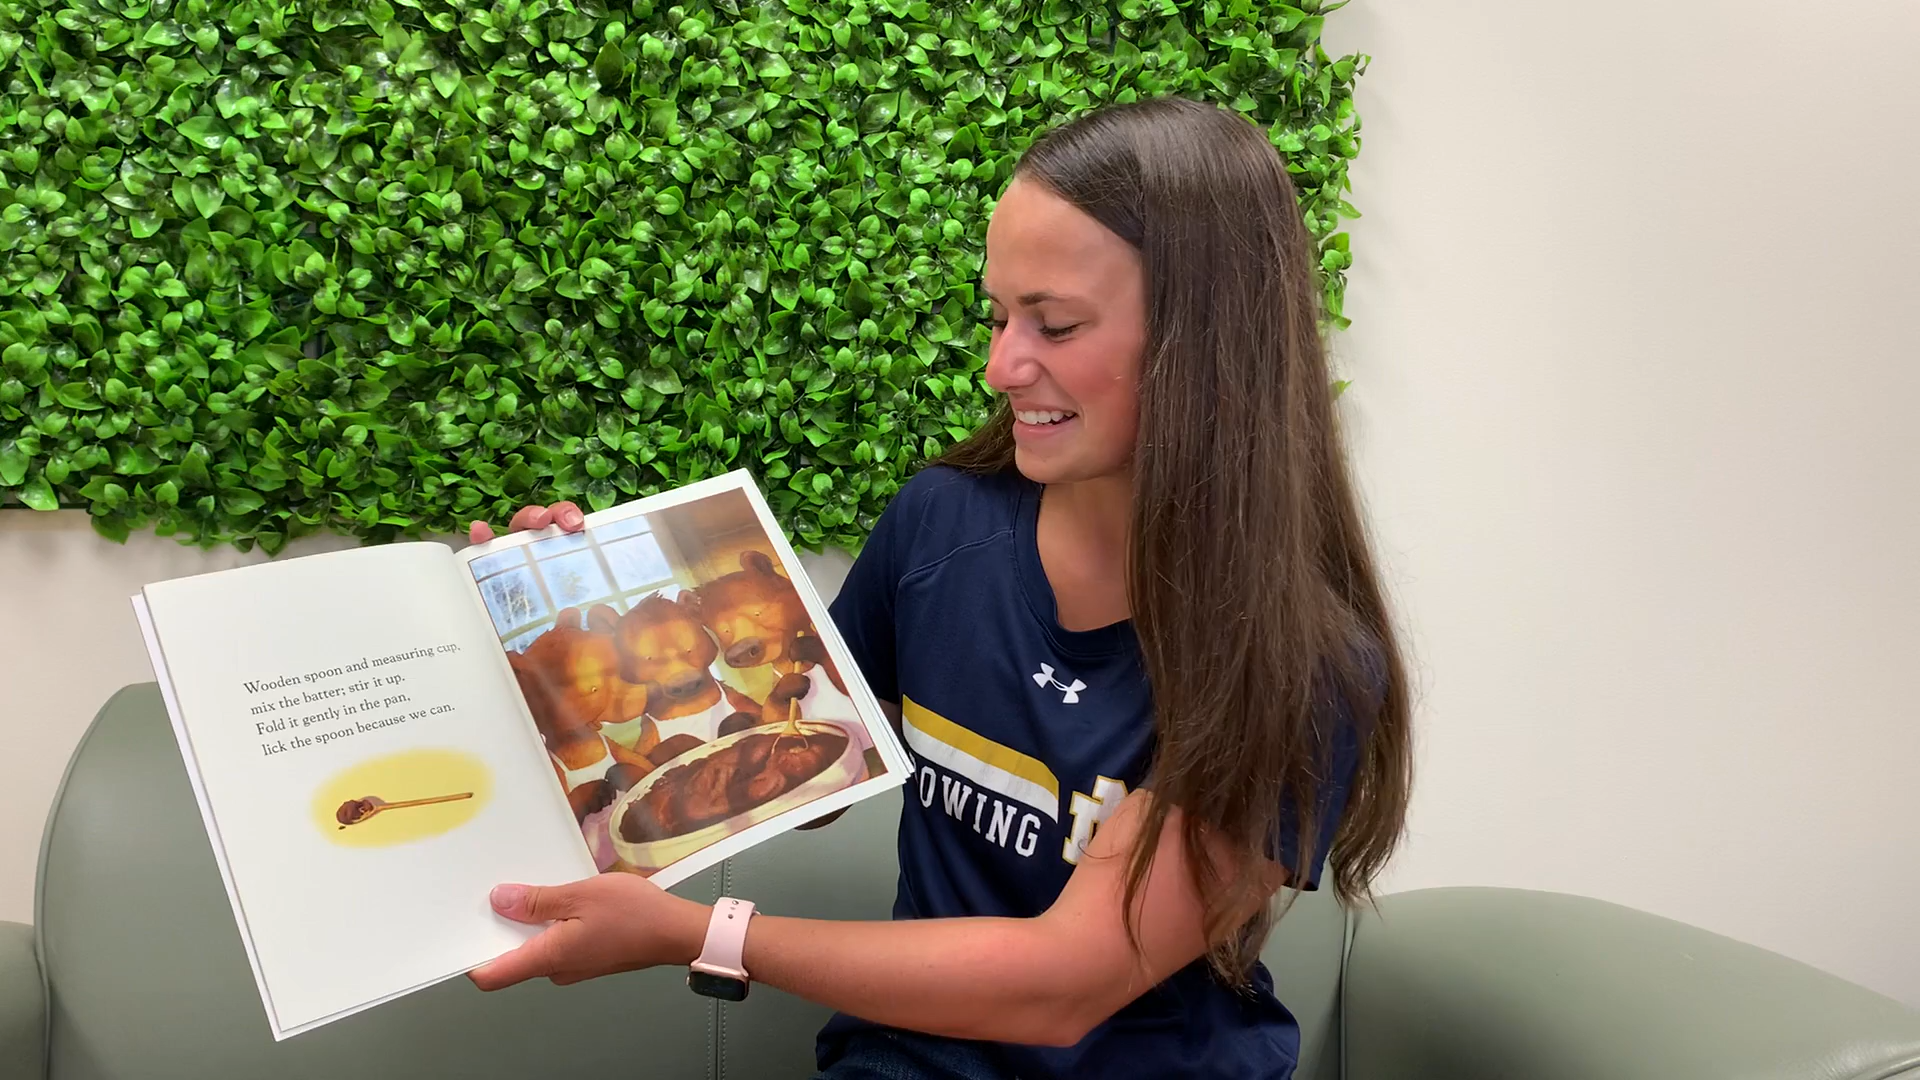 Wooden spoon and measuring cup,
mix the batter; stir it up.
Fold it gently in the pan,
lick the spoon because we can.
OWING